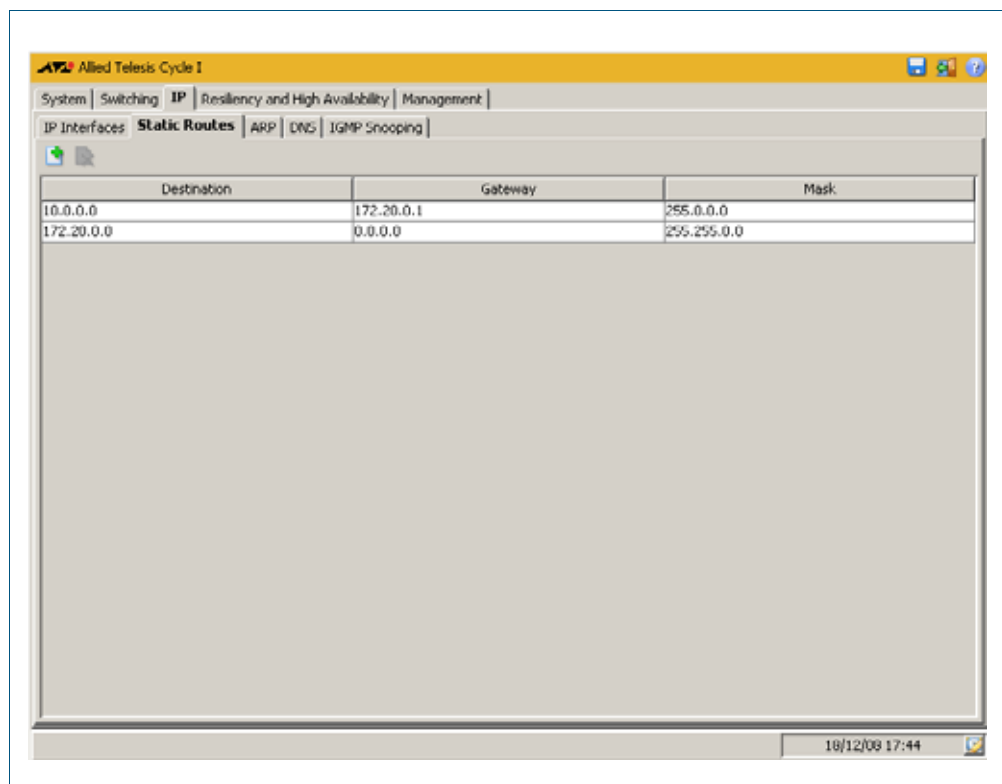 Allied Telesis Cycle I
System Switching IP Resiliency and High Availability Management
IP Interfaces Static Routes ARP DNS IGMP Snooping
Destination Gateway Mask
10.0.0.0 172.20.0.1 255.0.0.0
172.20.0.0 0.0.0.0 255.255.0.0
18/12/08 17:44